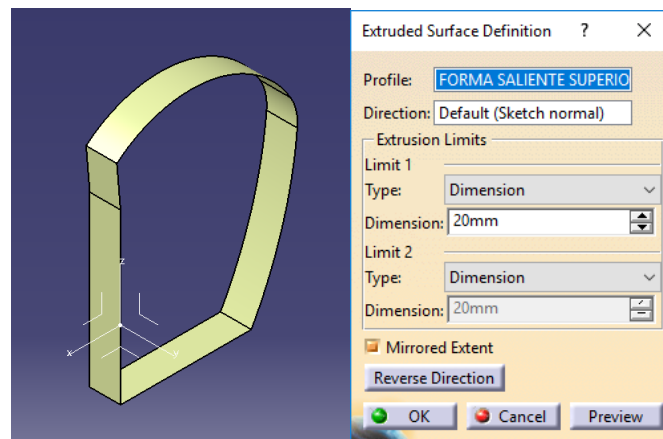 Extruded Surface Definition ? ×
Profile: FORMA SALIENTE SUPERIO
Direction: Default (Sketch normal)
Extrusion Limits
Limit 1
Type: Dimension
Dimension: 20mm
Limit 2
Type: Dimension
Dimension: 20mm
Mirrored Extent
Reverse Direction
OK Cancel Preview
z
x y